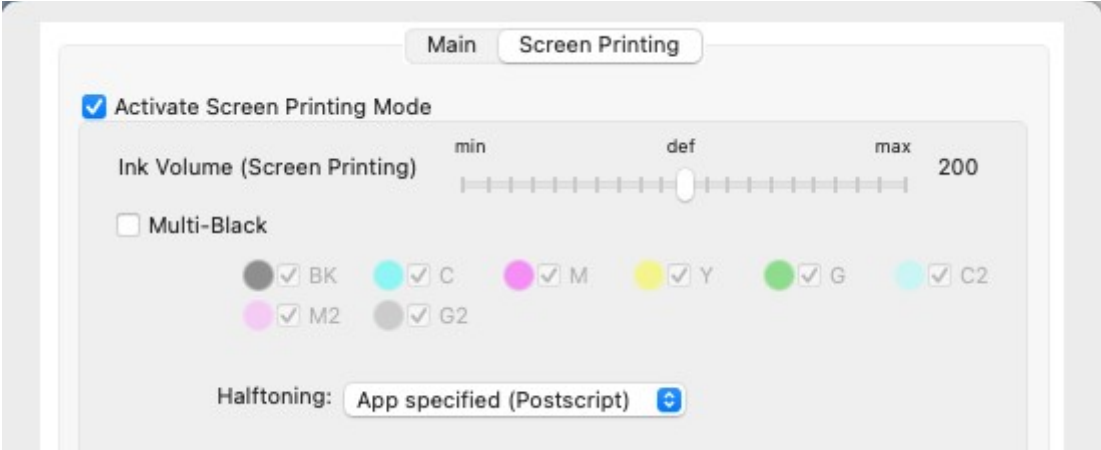 Main Screen Printing
Activate Screen Printing Mode
min def max
Ink Volume (Screen Printing) 200
Multi-Black
BK C M Y G C2
M2 G2
Halftoning: App specified (Postscript)